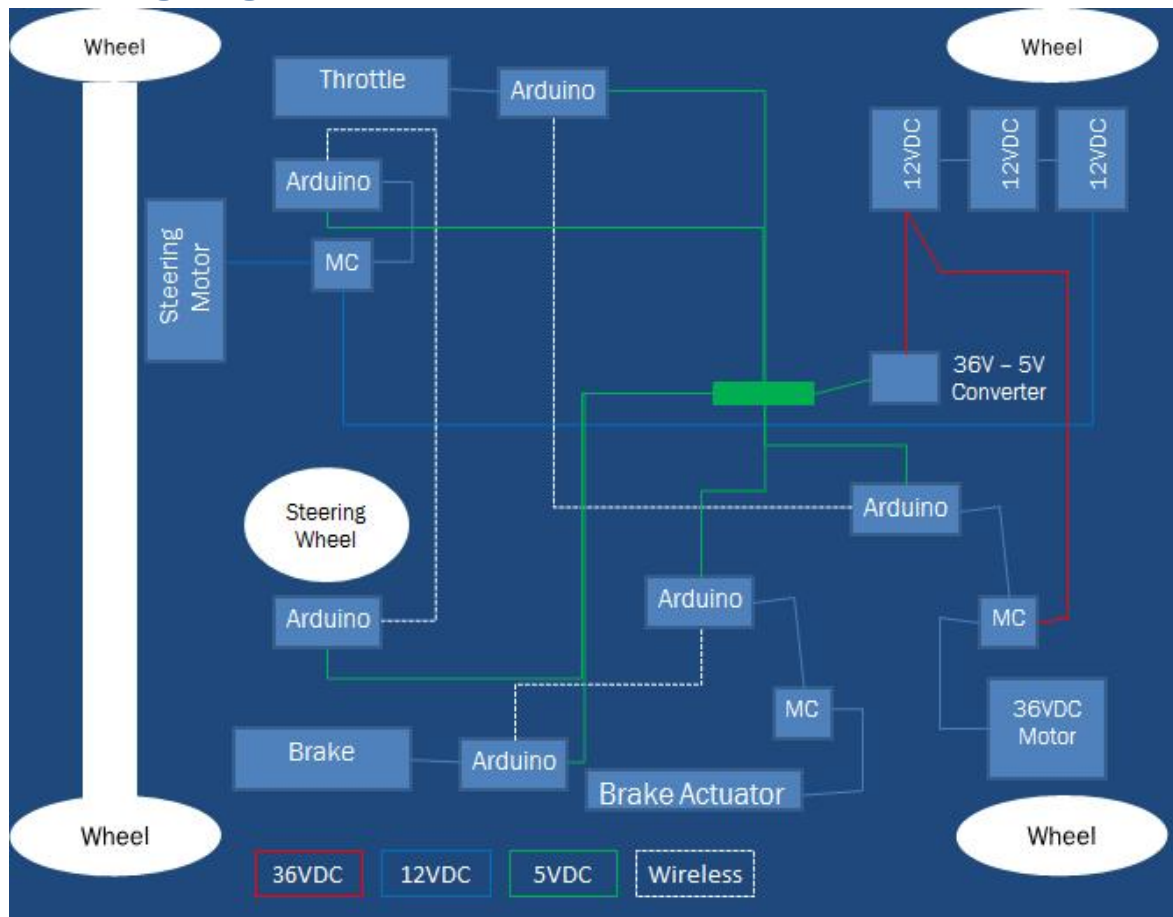 Wheel
Wheel
Throttle
Arduino
12VDC
12VDC
12VDC
Arduino
Steering
Motor
MC
36V – 5V
Converter
Steering
Wheel
Arduino
Arduino
Arduino
MC
MC
36VDC
Motor
Brake
Arduino
Brake Actuator
Wheel
Wheel
36VDC
12VDC
5VDC
Wireless